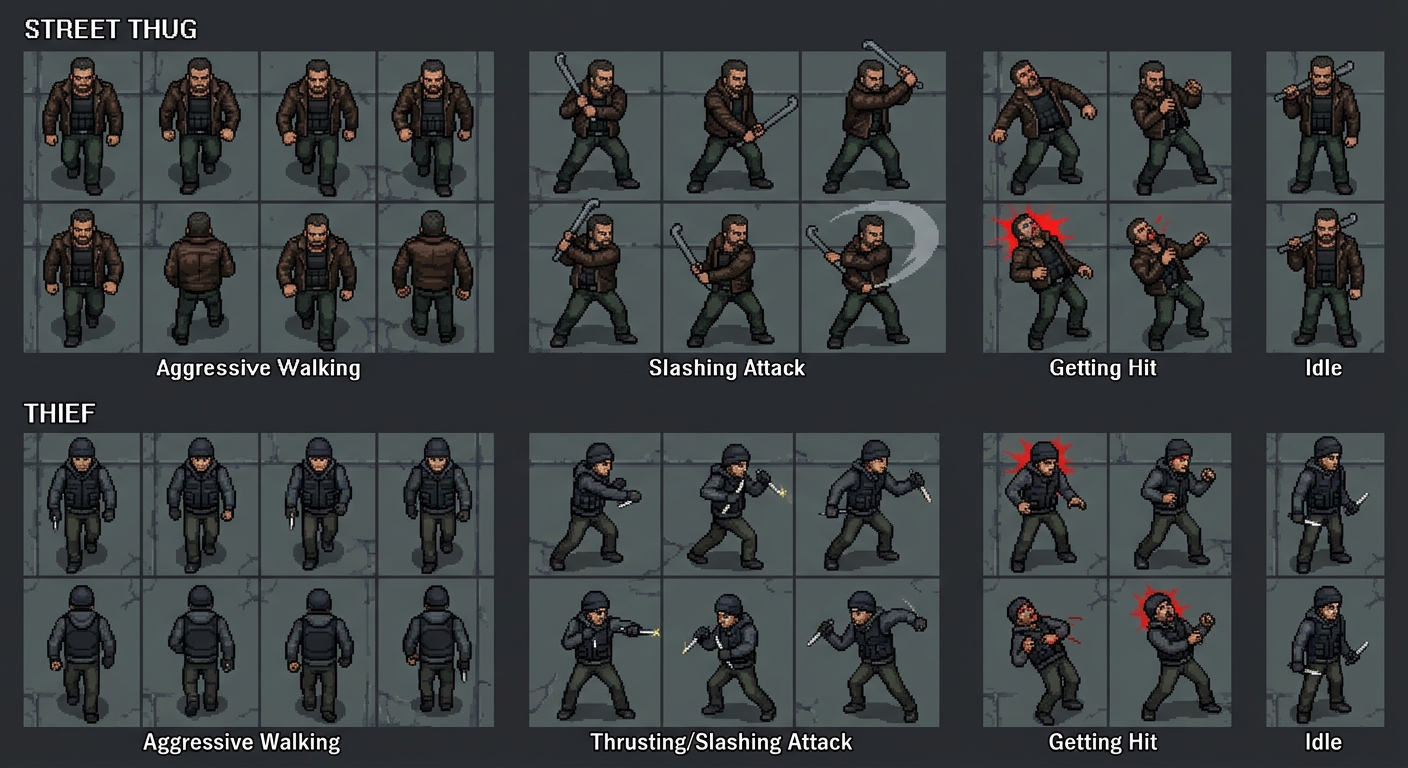 STREET THUG
Aggressive Walking
Slashing Attack
Getting Hit
Idle
THIEF
Aggressive Walking
Thrusting/Slashing Attack
Getting Hit
Idle